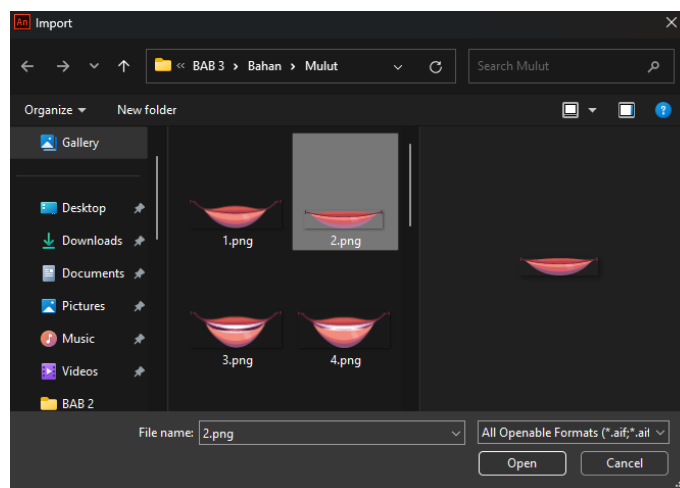 An Import
« BAB 3 > Bahan > Mulut
Search Mulut
Organize
New folder
Gallery
Desktop
Downloads
Documents
Pictures
Music
Videos
BAB 2
1.png
2.png
3.png
4.png
File name: 2.png
All Openable Formats (*.aif;*.aif
Open
Cancel